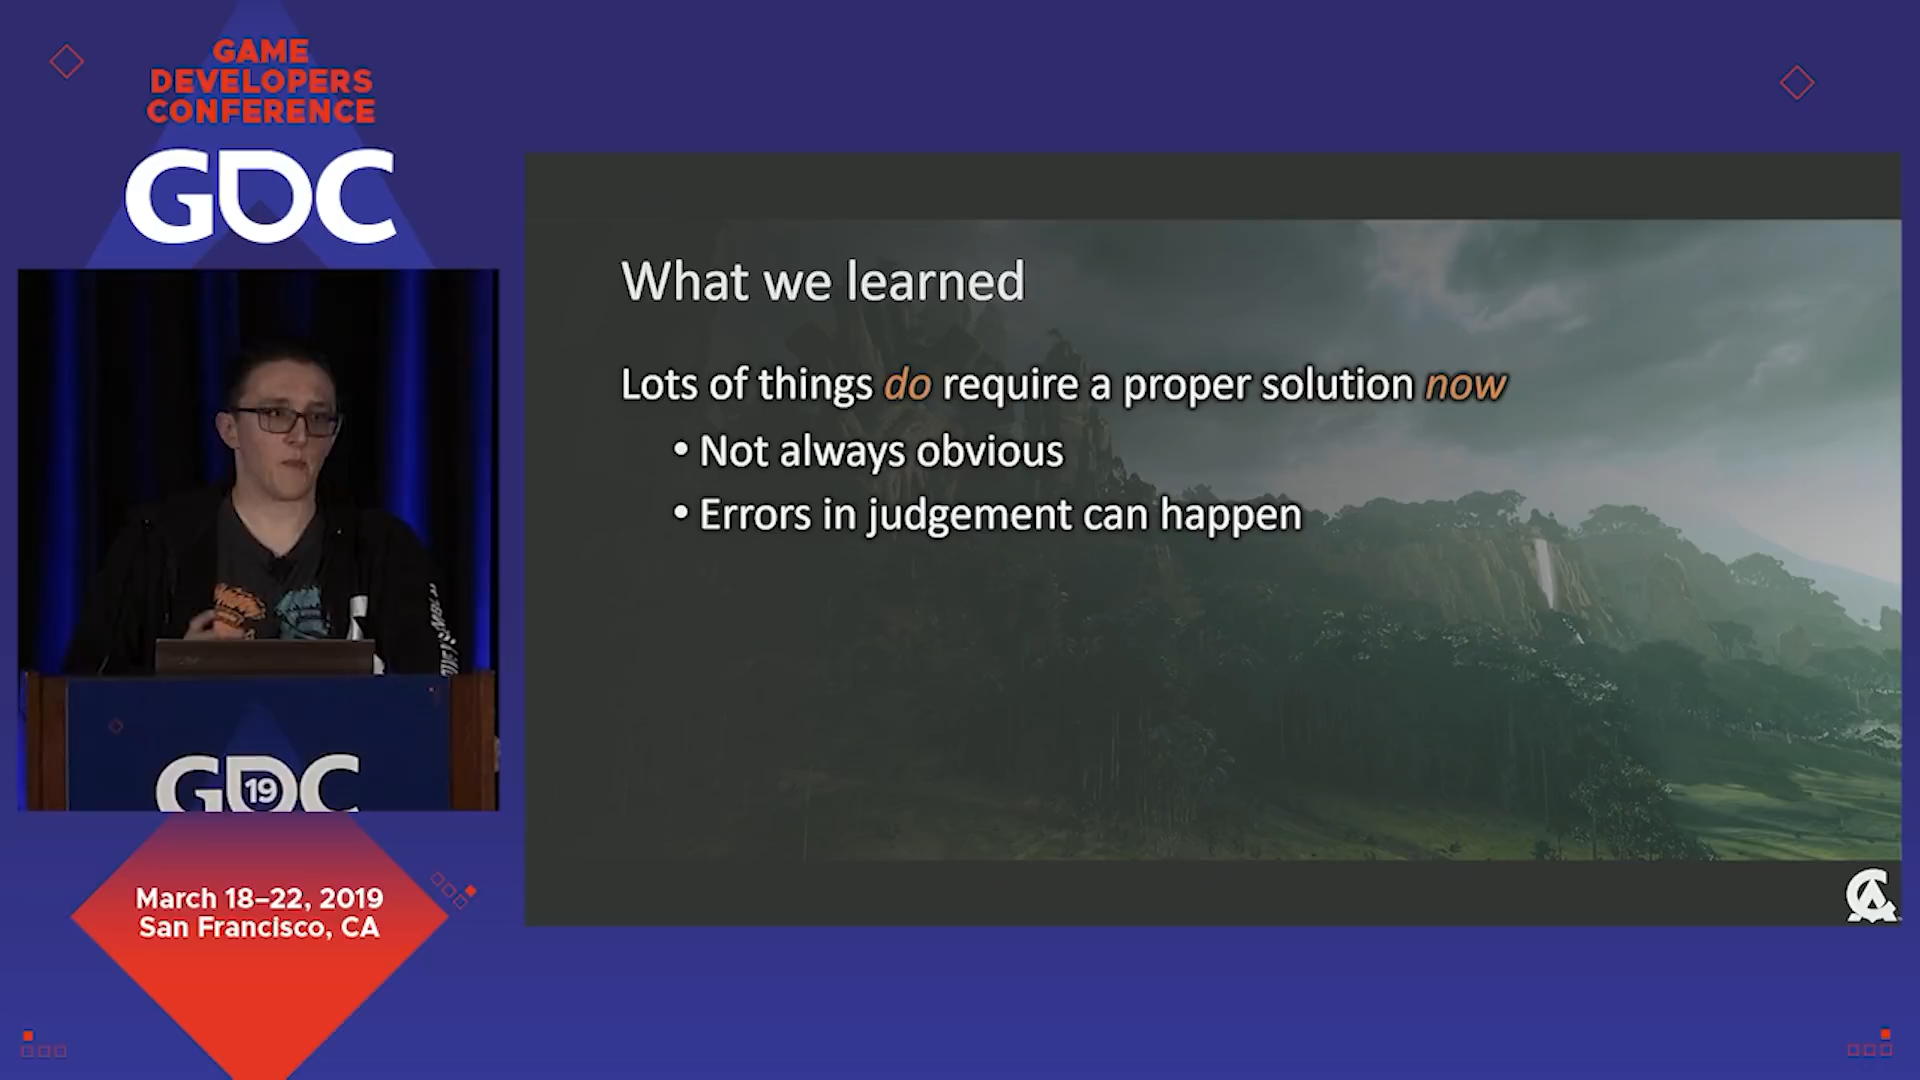 GAME
DEVELOPERS
CONFERENCE
GDC
What we learned
Lots of things do require a proper solution now
• Not always obvious
• Errors in judgement can happen
GDC
19
March 18–22, 2019
San Francisco, CA
CA